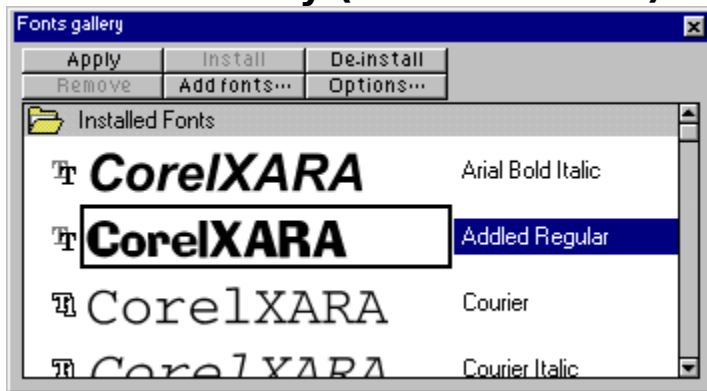 Fonts gallery
Apply Install De-install
Remove Add fonts... Options...
Installed Fonts
CorelXARA Arial Bold Italic
CorelXARA Addled Regular
CorelXARA Courier
CorelXARA Courier Italic